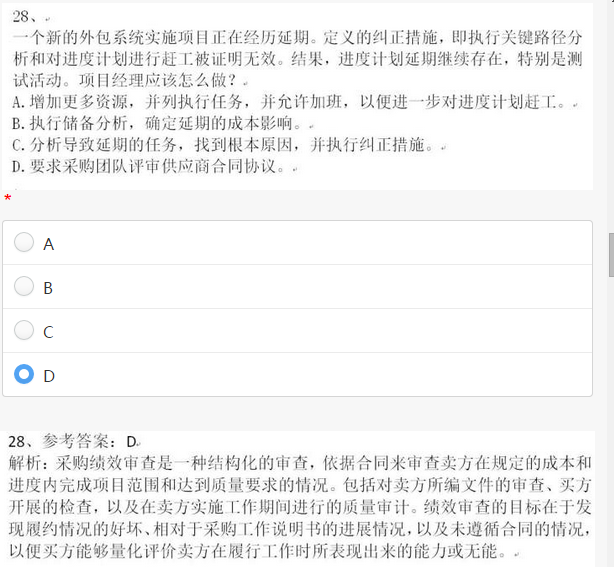 28、
一个新的外包系统实施项目正在经历延期。定义的纠正措施，即执行关键路径分
析和对进度计划进行赶工被证明无效。结果，进度计划延期继续存在，特别是测
试活动。项目经理应该怎么做？
A. 增加更多资源，并列执行任务，并允许加班，以便进一步对进度计划赶工。
B. 执行储备分析，确定延期的成本影响。
C. 分析导致延期的任务，找到根本原因，并执行纠正措施。
D. 要求采购团队评审供应商合同协议。
*
A
B
C
D
28、参考答案：D
解析：采购绩效审查是一种结构化的审查，依据合同来审查卖方在规定的成本和
进度内完成项目范围和达到质量要求的情况。包括对卖方所编文件的审查、买方
开展的检查，以及在卖方实施工作期间进行的质量审计。绩效审查的目标在于发
现履约情况的好坏、相对于采购工作说明书的进展情况，以及未遵循合同的情况，
以便买方能够量化评价卖方在履行工作时所表现出来的能力或无能。